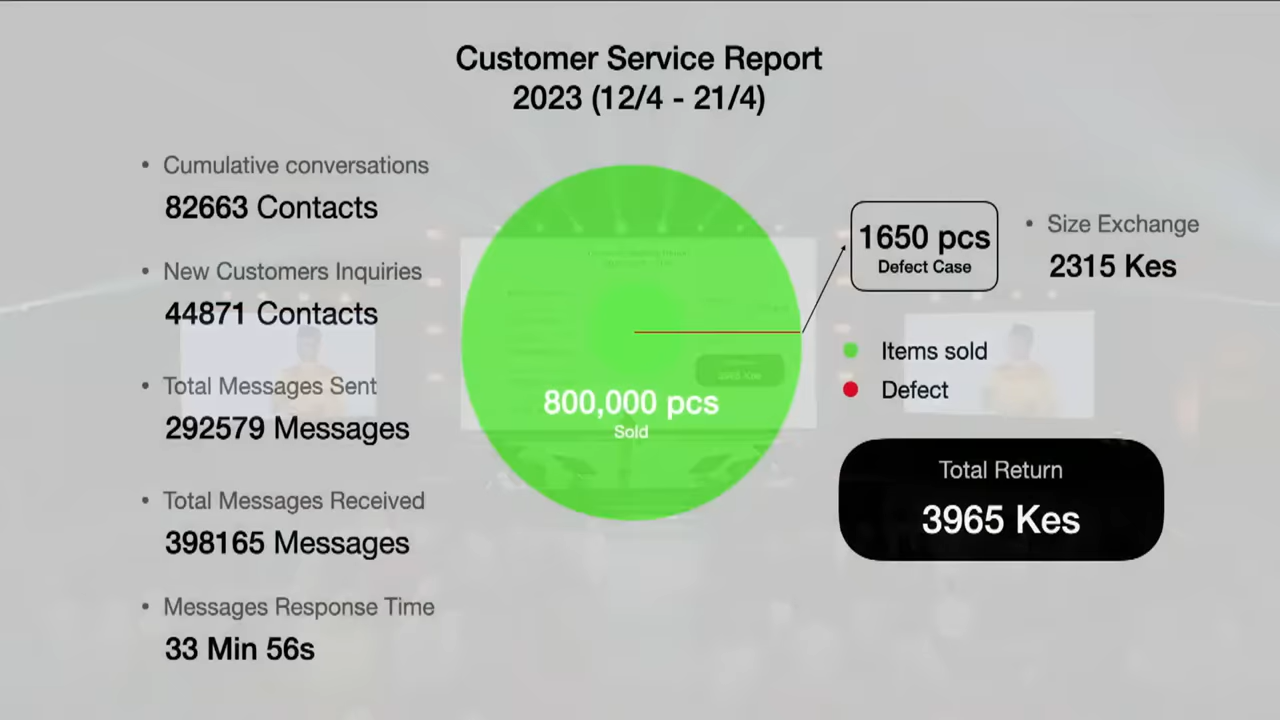 Customer Service Report
2023 (12/4 - 21/4)
• Cumulative conversations
82663 Contacts
• New Customers Inquiries
44871 Contacts
• Total Messages Sent
292579 Messages
• Total Messages Received
398165 Messages
• Messages Response Time
33 Min 56s
800,000 pcs
Sold
1650 pcs
Defect Case
• Size Exchange
2315 Kes
Items sold
Defect
Total Return
3965 Kes